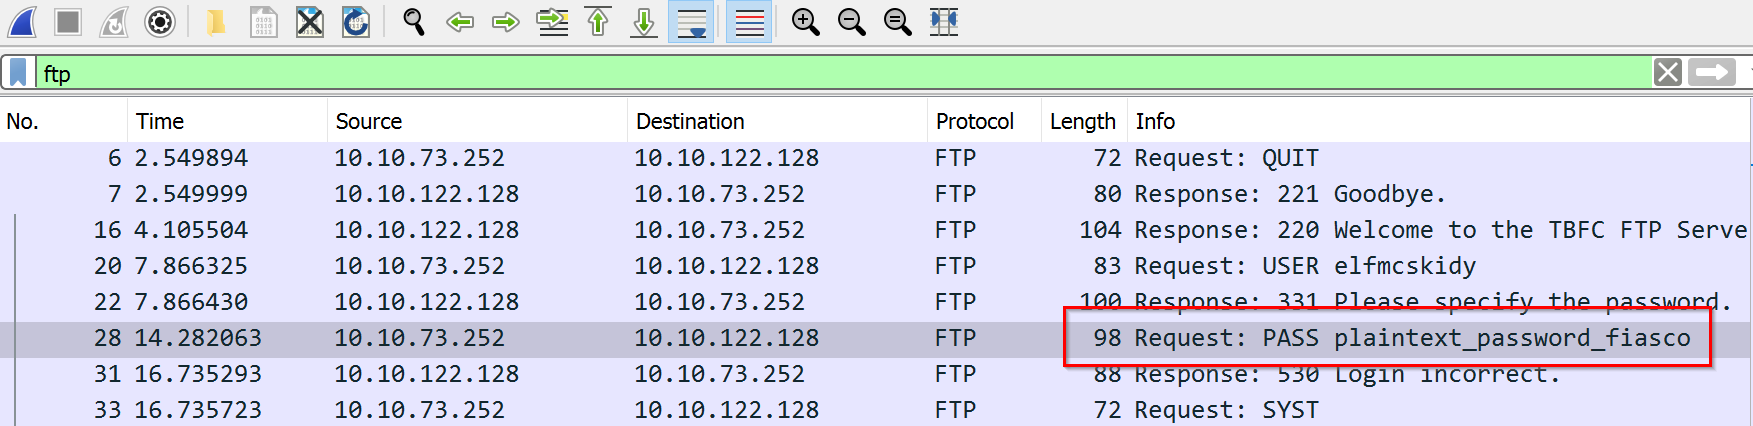 ftp
No. Time Source Destination Protocol Length Info
6 2.549894 10.10.73.252 10.10.122.128 FTP 72 Request: QUIT
7 2.549999 10.10.122.128 10.10.73.252 FTP 80 Response: 221 Goodbye.
16 4.105504 10.10.122.128 10.10.73.252 FTP 104 Response: 220 Welcome to the TBFC FTP Serve
20 7.866325 10.10.73.252 10.10.122.128 FTP 83 Request: USER elfmcskidy
22 7.866430 10.10.122.128 10.10.73.252 FTP 100 Response: 331 Please specify the password.
28 14.282063 10.10.73.252 10.10.122.128 FTP 98 Request: PASS plaintext_password_fiasco
31 16.735293 10.10.122.128 10.10.73.252 FTP 88 Response: 530 Login incorrect.
33 16.735723 10.10.73.252 10.10.122.128 FTP 72 Request: SYST